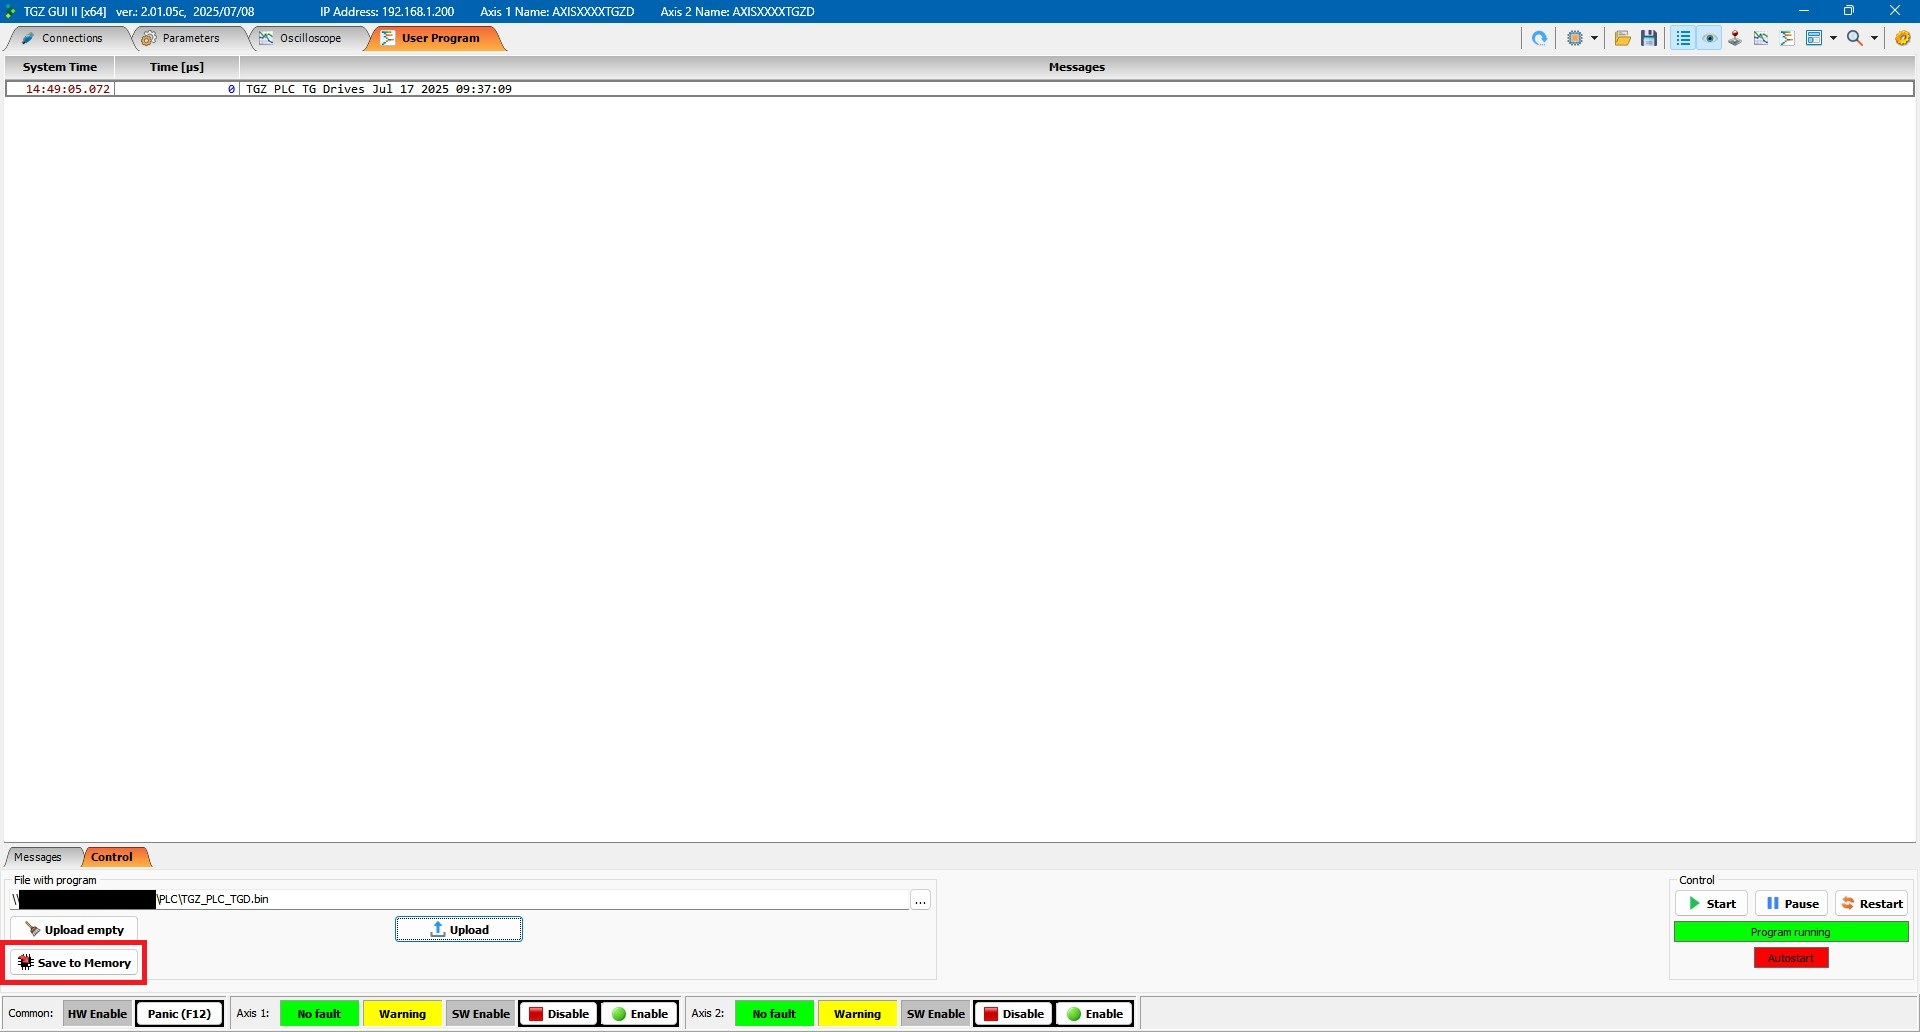 TGZ GUI II [x64] ver.: 2.01.05c, 2025/07/08 IP Address: 192.168.1.200 Axis 1 Name: AXISXXXXTGZD Axis 2 Name: AXISXXXXTGZD
Connections Parameters Oscilloscope User Program
System Time Time [µs] Messages
14:49:05.072 0 TGZ PLC TG Drives Jul 17 2025 09:37:09
Messages Control
File with program Control
\\ \PLC\TGZ_PLC_TGD.bin ... Start Pause Restart
Upload empty Upload Program running
Save to Memory Autostart
Common: HW Enable Panic (F12) Axis 1: No fault Warning SW Enable Disable Enable Axis 2: No fault Warning SW Enable Disable Enable